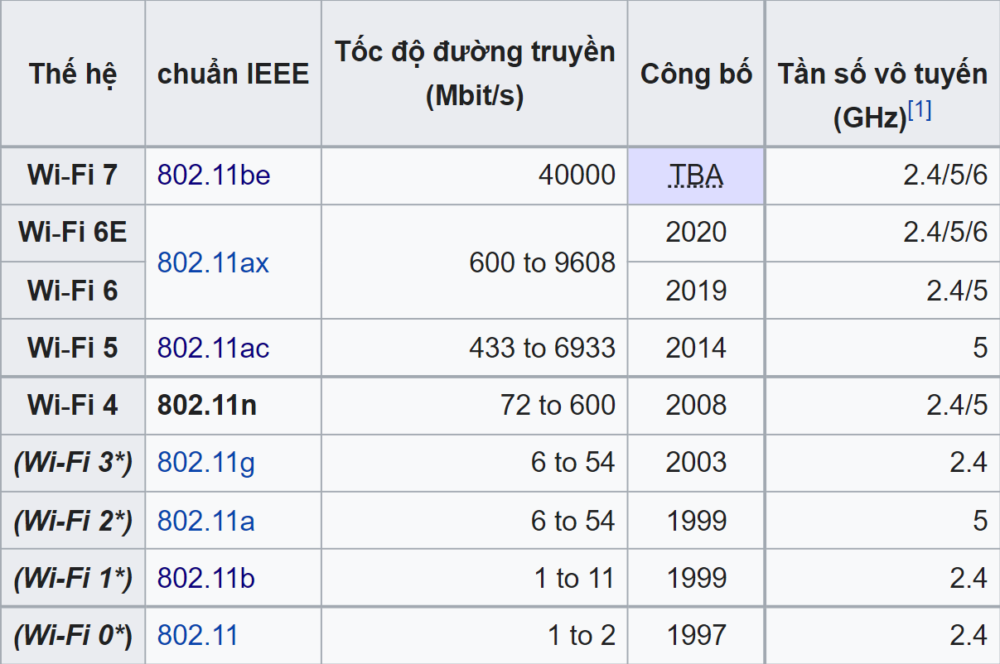 Thế hệ chuẩn IEEE Tốc độ đường truyền (Mbit/s) Công bố Tần số vô tuyến (GHz)[1]
Wi-Fi 7 802.11be 40000 TBA 2.4/5/6
Wi-Fi 6E 802.11ax 600 to 9608 2020 2.4/5/6
Wi-Fi 6 2019 2.4/5
Wi-Fi 5 802.11ac 433 to 6933 2014 5
Wi-Fi 4 802.11n 72 to 600 2008 2.4/5
(Wi-Fi 3*) 802.11g 6 to 54 2003 2.4
(Wi-Fi 2*) 802.11a 6 to 54 1999 5
(Wi-Fi 1*) 802.11b 1 to 11 1999 2.4
(Wi-Fi 0*) 802.11 1 to 2 1997 2.4